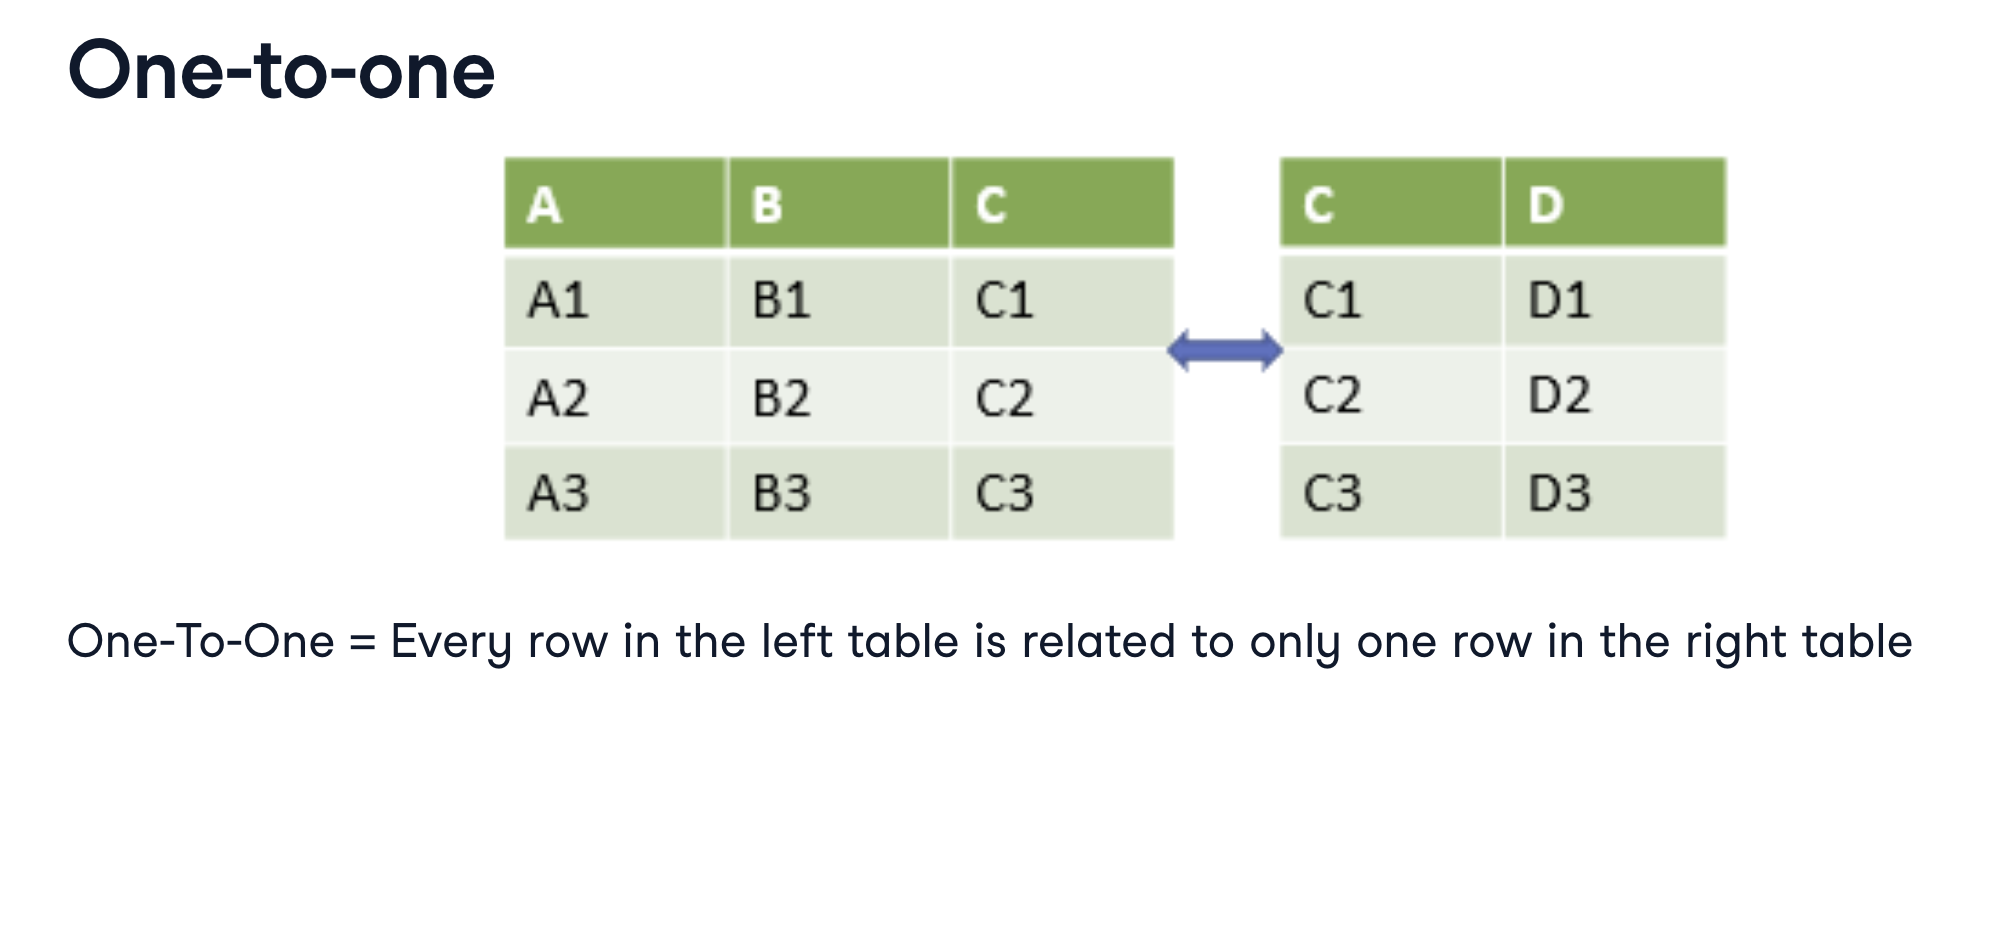 One-to-one
A B C C D
A1 B1 C1 C1 D1
A2 B2 C2 C2 D2
A3 B3 C3 C3 D3
One-To-One = Every row in the left table is related to only one row in the right table